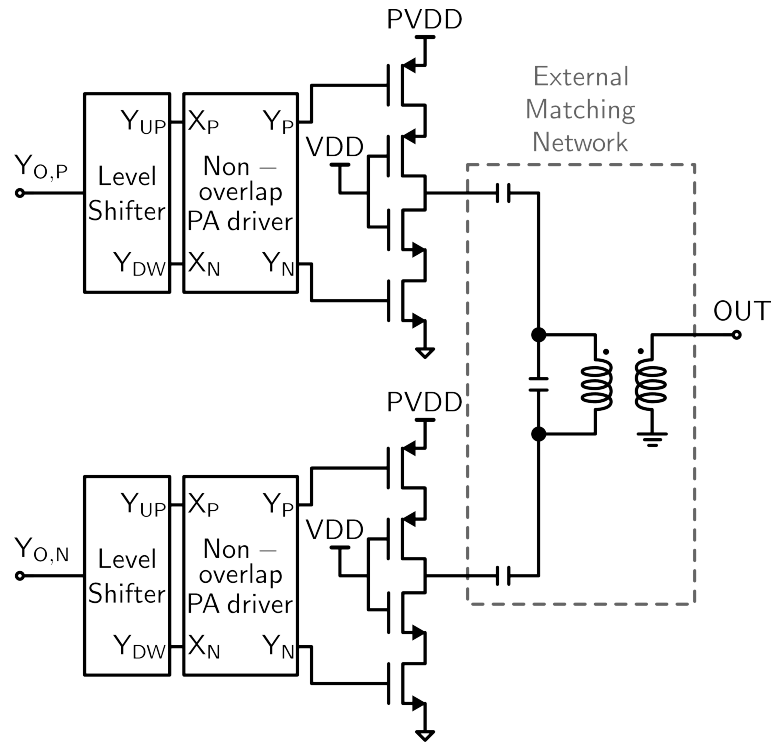 PVDD
External
Matching
Network
Y_UP X_P Y_P
VDD
Y_O,P
Level
Shifter
Non –
overlap
PA driver
Y_DW X_N Y_N
OUT
PVDD
Y_UP X_P Y_P
VDD
Y_O,N
Level
Shifter
Non –
overlap
PA driver
Y_DW X_N Y_N